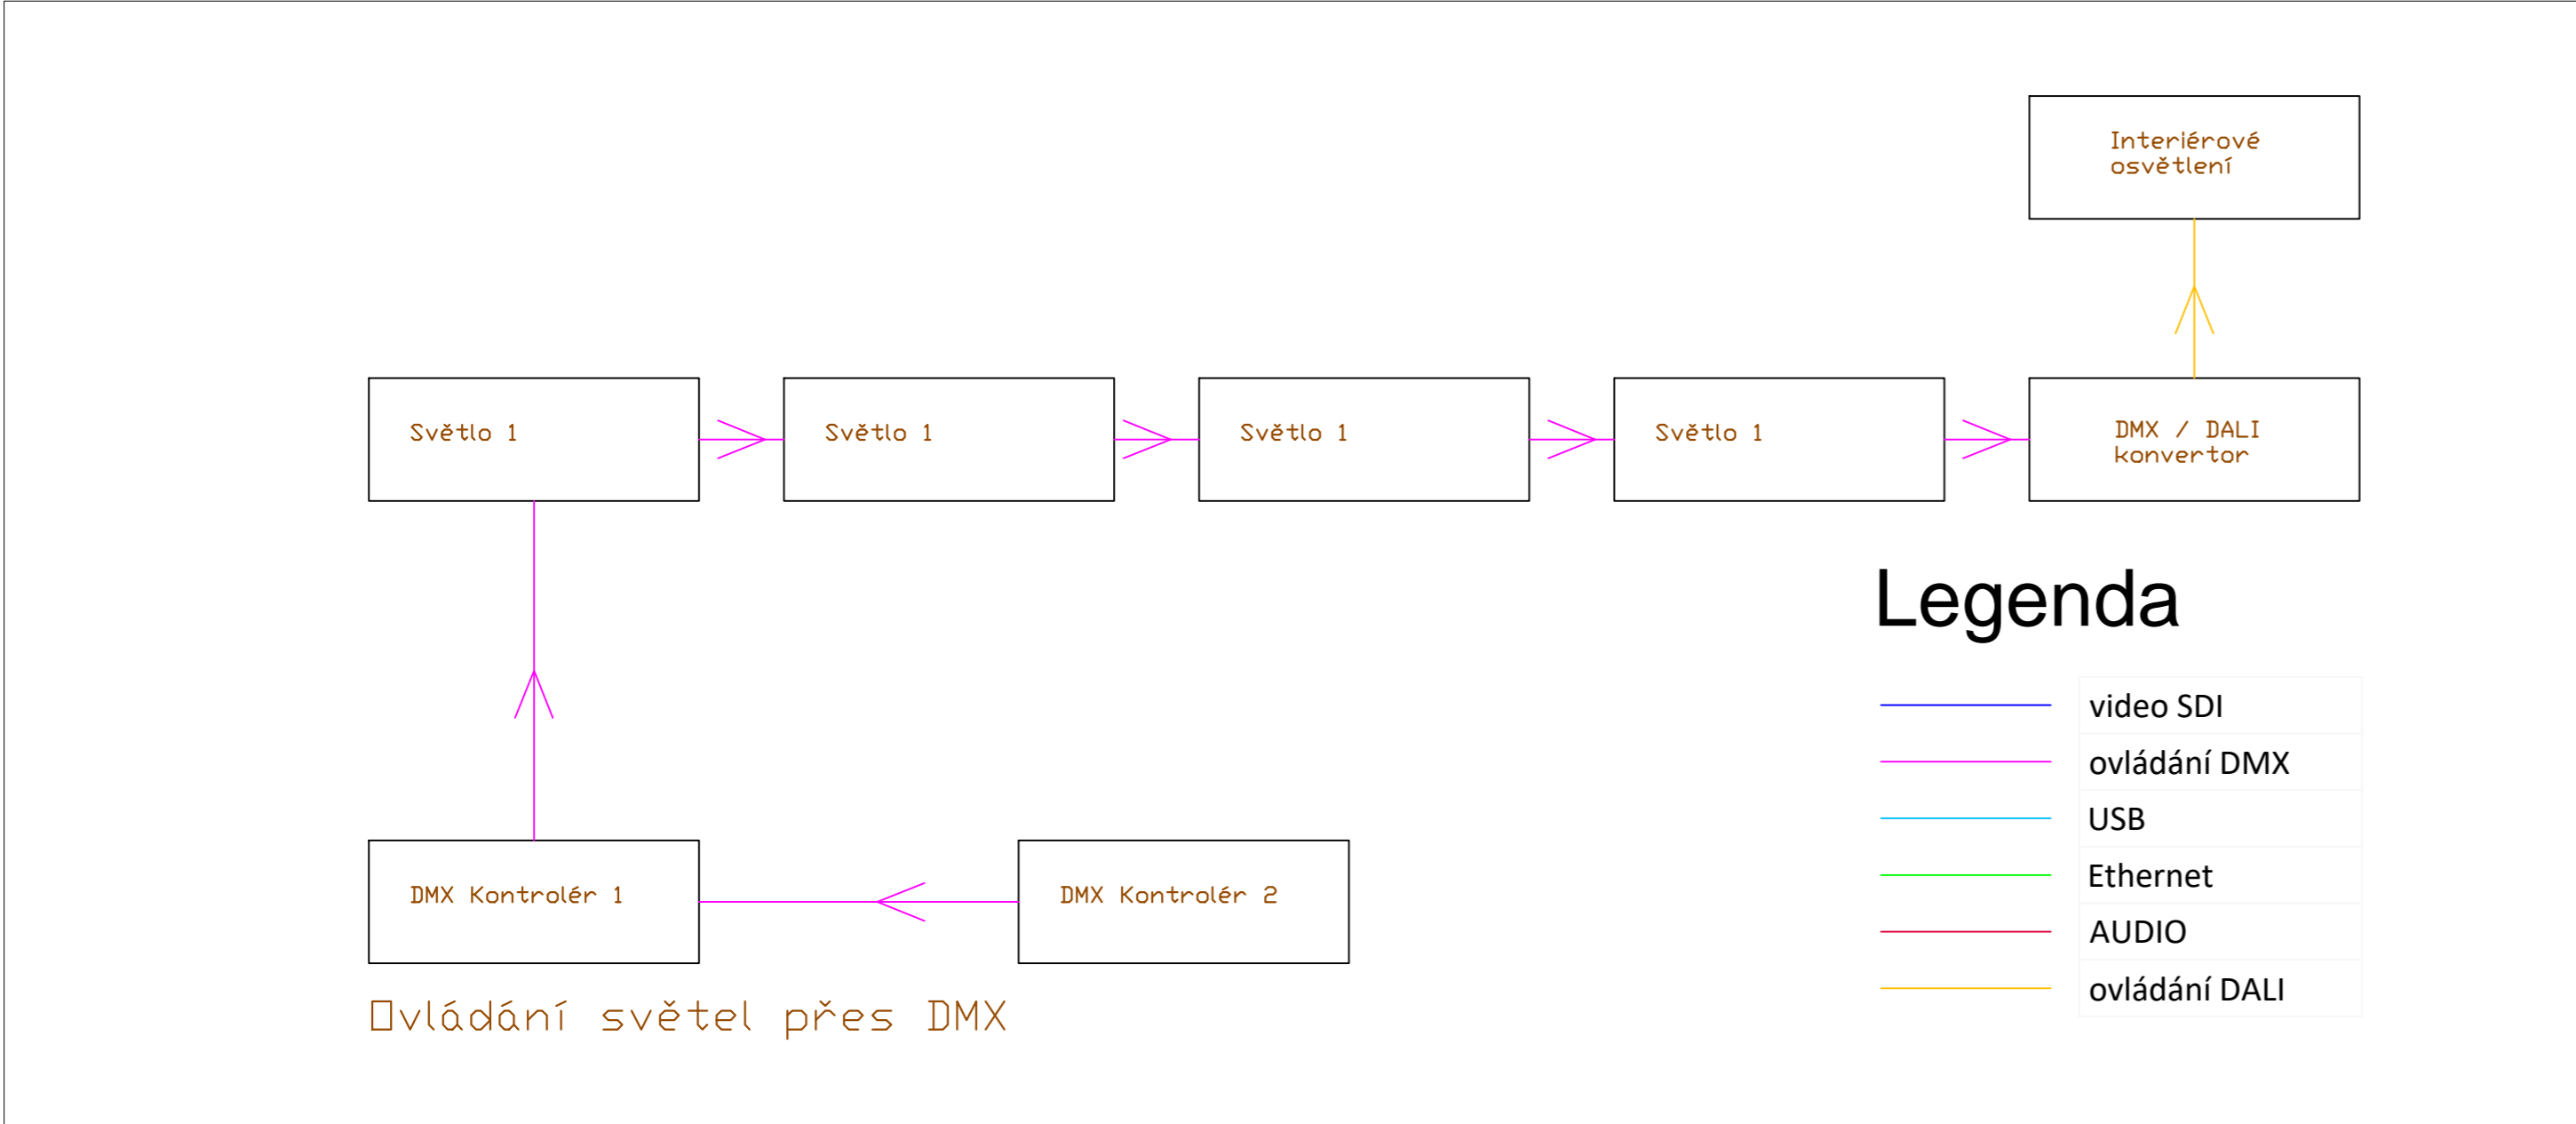 Interiérové
osvětlení
Světlo 1
Světlo 1
Světlo 1
Světlo 1
DMX / DALI
konvertor
Legenda
video SDI
ovládání DMX
USB
Ethernet
AUDIO
ovládání DALI
DMX Kontrolér 1
DMX Kontrolér 2
Ovládání světel přes DMX